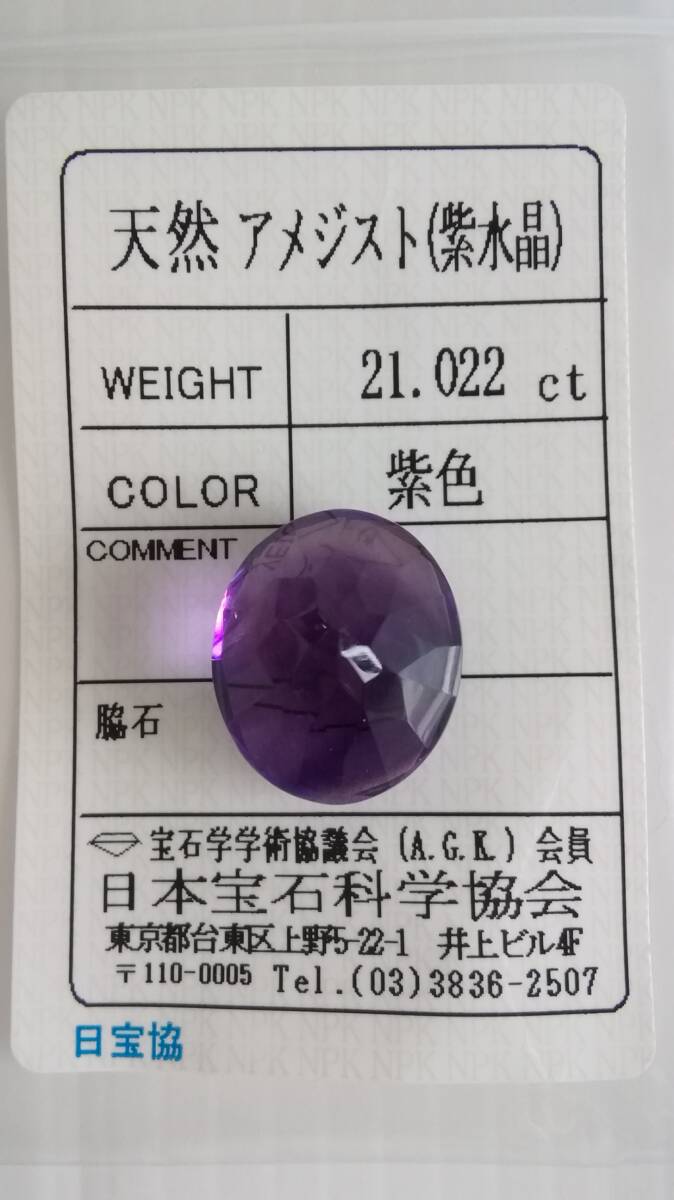 天然 アメジスト(紫水晶)
WEIGHT 21.022 ct
COLOR 紫色
COMMENT
脇石
宝石学学術協議会 (A.G.K.) 会員
日本宝石科学協会
東京都台東区上野5-22-1 井上ビル4F
〒110-0005 Tel.(03)3836-2507
日宝協